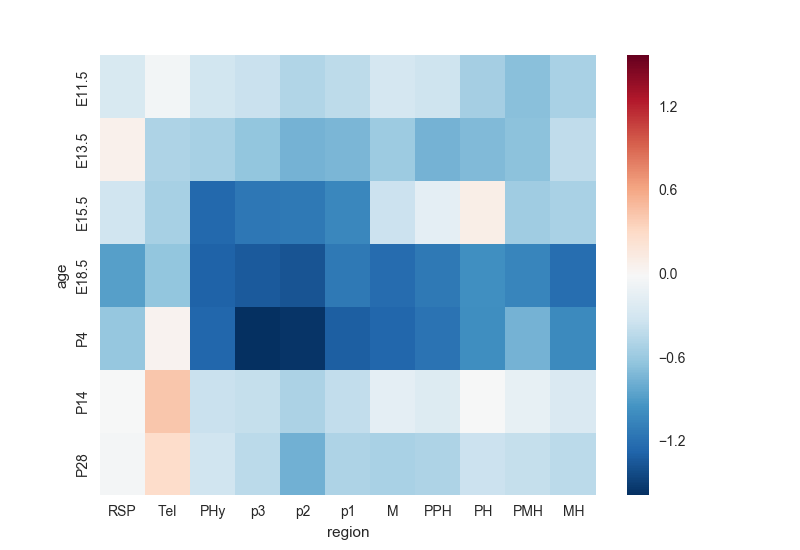 E11.5
E13.5
E15.5
E18.5
P4
P14
P28
age
RSP Tel PHy p3 p2 p1 M PPH PH PMH MH
region
1.2
0.6
0.0
−0.6
−1.2